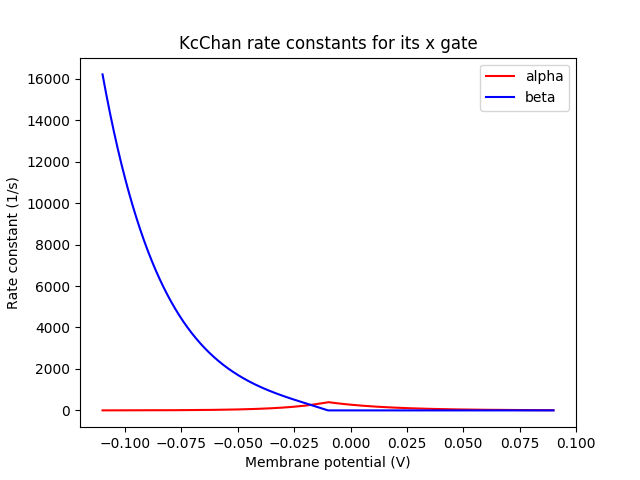 KcChan rate constants for its x gate
alpha
beta
16000
14000
12000
10000
8000
6000
4000
2000
0
Rate constant (1/s)
−0.100 −0.075 −0.050 −0.025 0.000 0.025 0.050 0.075 0.100
Membrane potential (V)